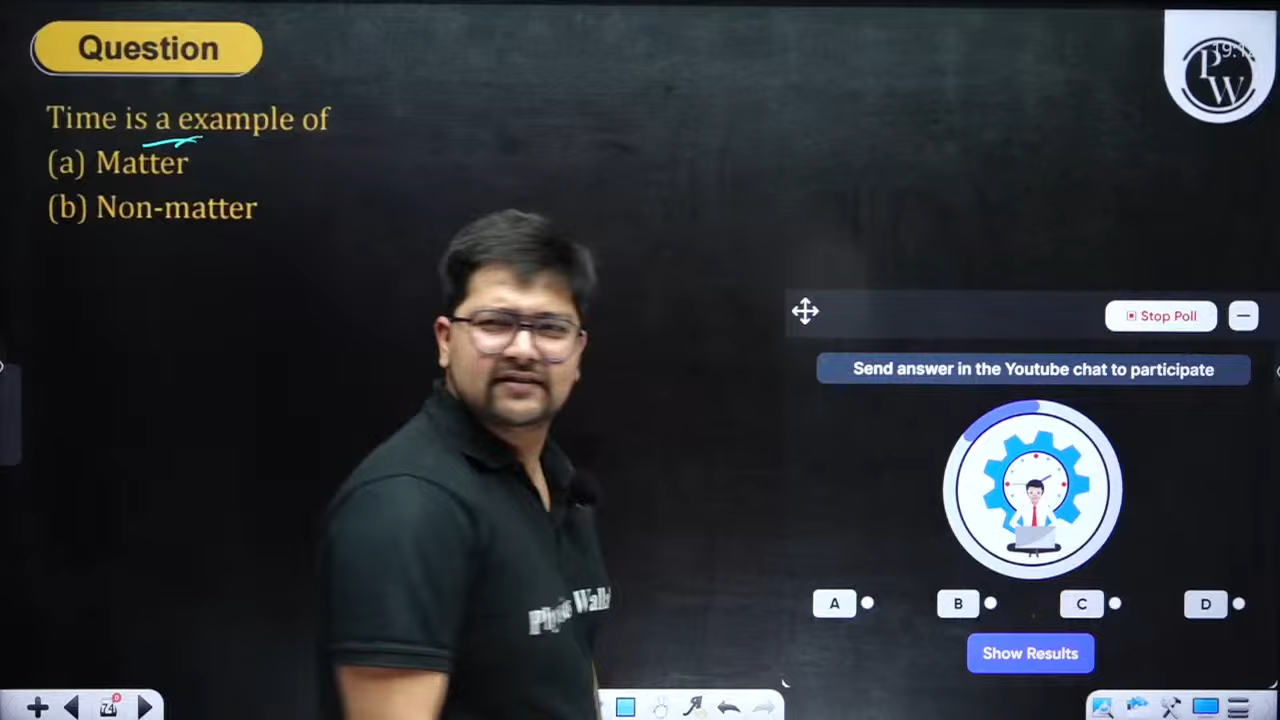 Question
Time is a example of
(a) Matter
(b) Non-matter
P
W
Stop Poll
Send answer in the Youtube chat to participate
A
B
C
D
Show Results
74